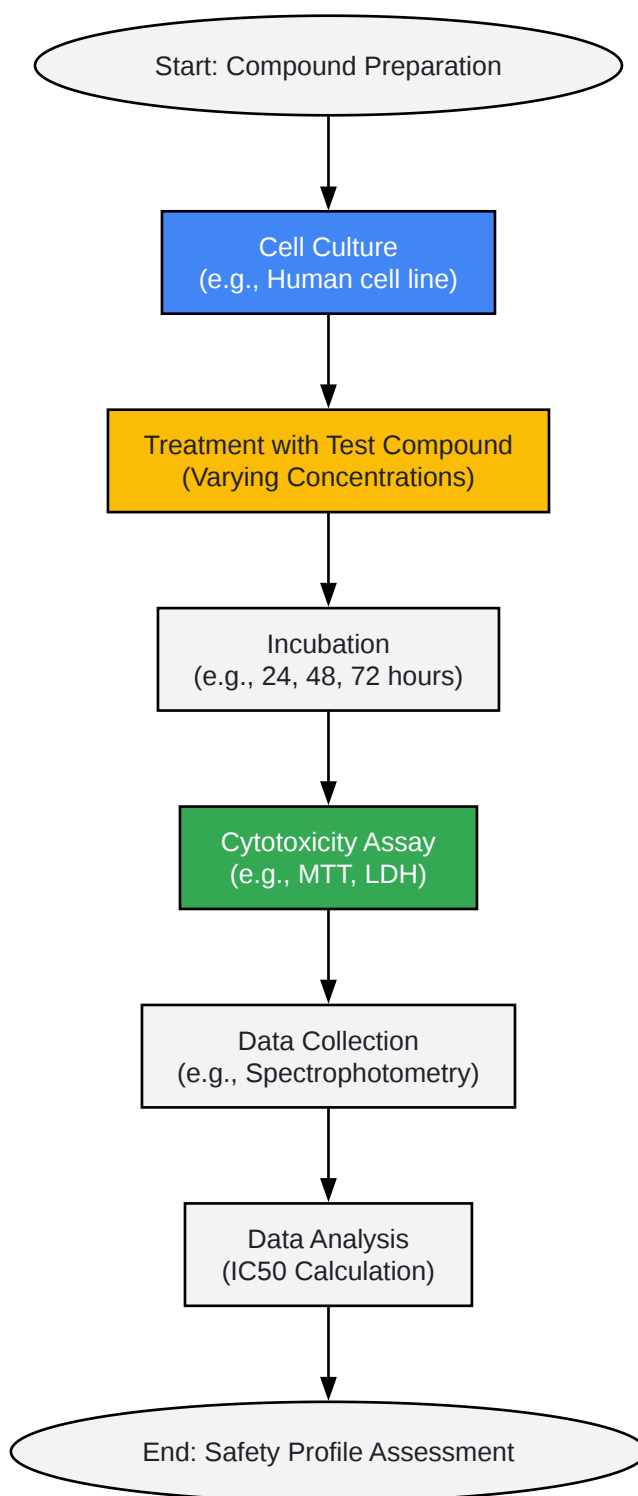 Start: Compound Preparation
Cell Culture
(e.g., Human cell line)
Treatment with Test Compound
(Varying Concentrations)
Incubation
(e.g., 24, 48, 72 hours)
Cytotoxicity Assay
(e.g., MTT, LDH)
Data Collection
(e.g., Spectrophotometry)
Data Analysis
(IC50 Calculation)
End: Safety Profile Assessment